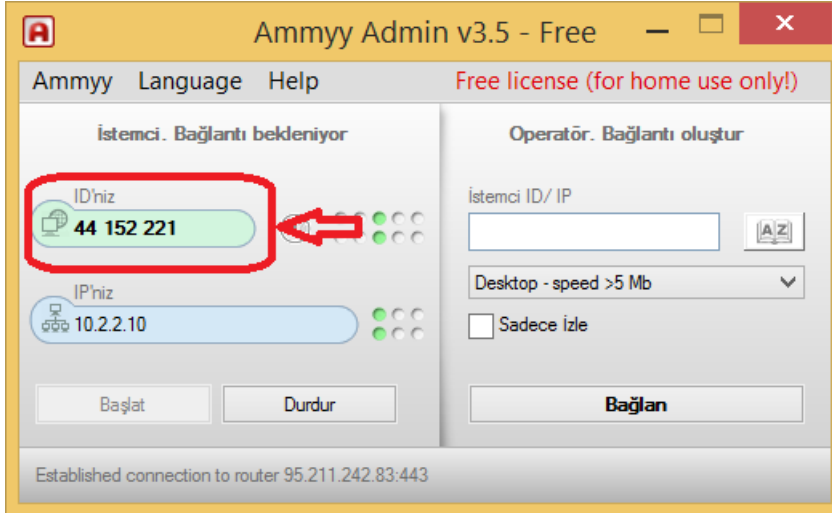 Ammyy Admin v3.5 - Free
Ammyy Language Help
Free license (for home use only!)
İstemci. Bağlantı bekleniyor
ID'niz
44 152 221
IP'niz
10.2.2.10
Başlat
Durdur
Operatör. Bağlantı oluştur
İstemci ID/ IP
AZ
Desktop - speed >5 Mb
Sadece İzle
Bağlan
Established connection to router 95.211.242.83:443